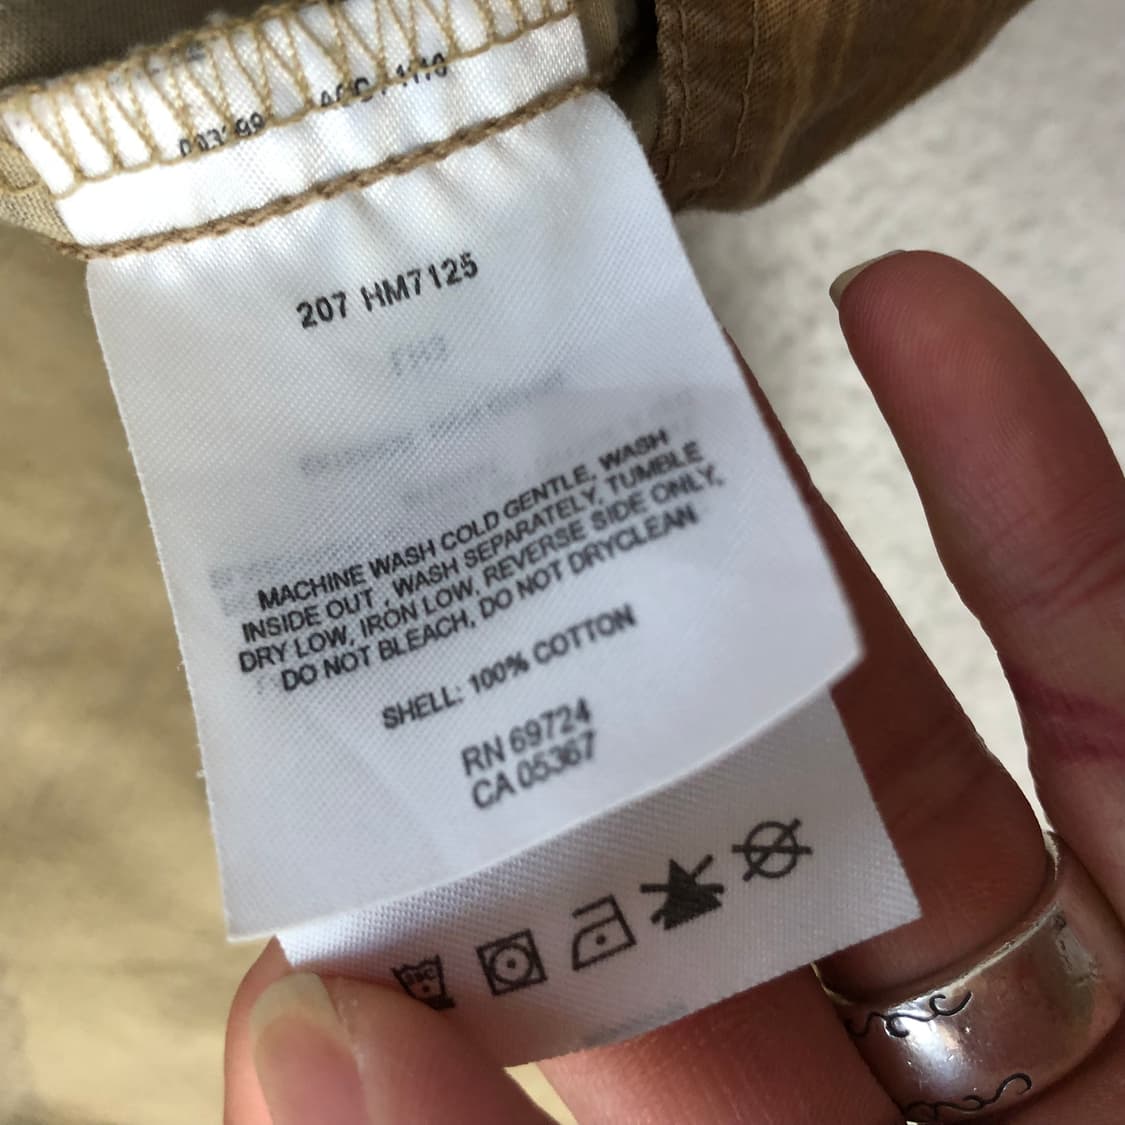 207 HM7125
MACHINE WASH COLD GENTLE, WASH
INSIDE OUT, WASH SEPARATELY, TUMBLE
DRY LOW, IRON LOW, REVERSE SIDE ONLY,
DO NOT BLEACH, DO NOT DRYCLEAN
SHELL: 100% COTTON
RN 69724
CA 05367